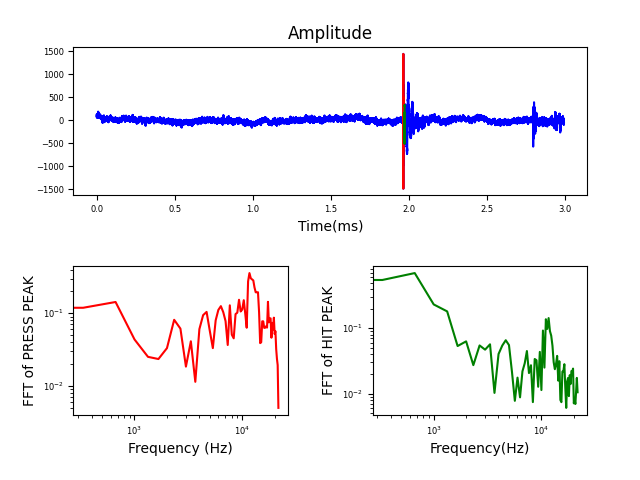 Amplitude
1500
1000
500
0
−500
−1000
−1500
0.0 0.5 1.0 1.5 2.0 2.5 3.0
Time(ms)
FFT of PRESS PEAK
10⁻¹
10⁻²
10³ 10⁴
Frequency (Hz)
FFT of HIT PEAK
10⁻¹
10⁻²
10³ 10⁴
Frequency(Hz)